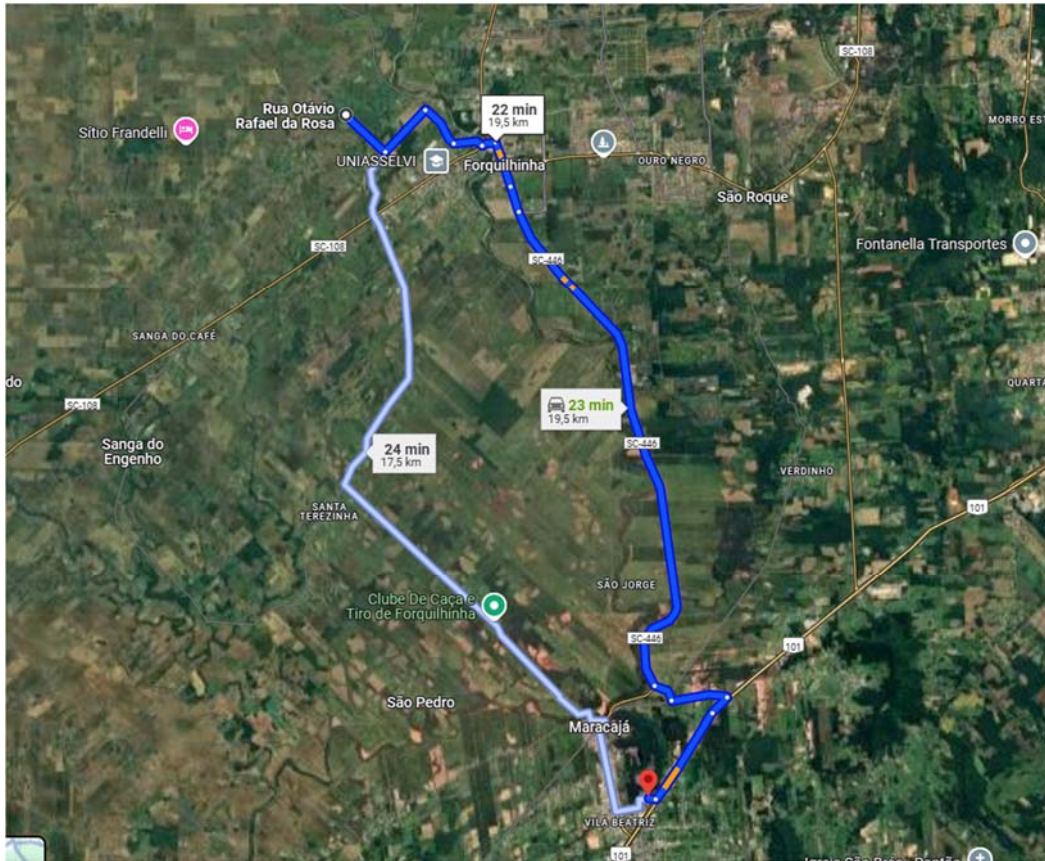 SC-108
MORRO EST
Rua Otávio
Rafael da Rosa
22 min
19,5 km
Sítio Frandelli
UNIASSELVI
Forquilhinha
OURO NEGRO
São Roque
SC-108
Fontanella Transportes
SC-446
SANGA DO CAFÉ
do
QUARTA
SC-108
23 min
19,5 km
Sanga do
Engenho
24 min
17,5 km
SC-446
VERDINHO
SANTA
TEREZINHA
101
SÃO JORGE
Clube De Caça e
Tiro de Forquilhinha
SC-446
101
São Pedro
Maracajá
VILA BEATRIZ
101